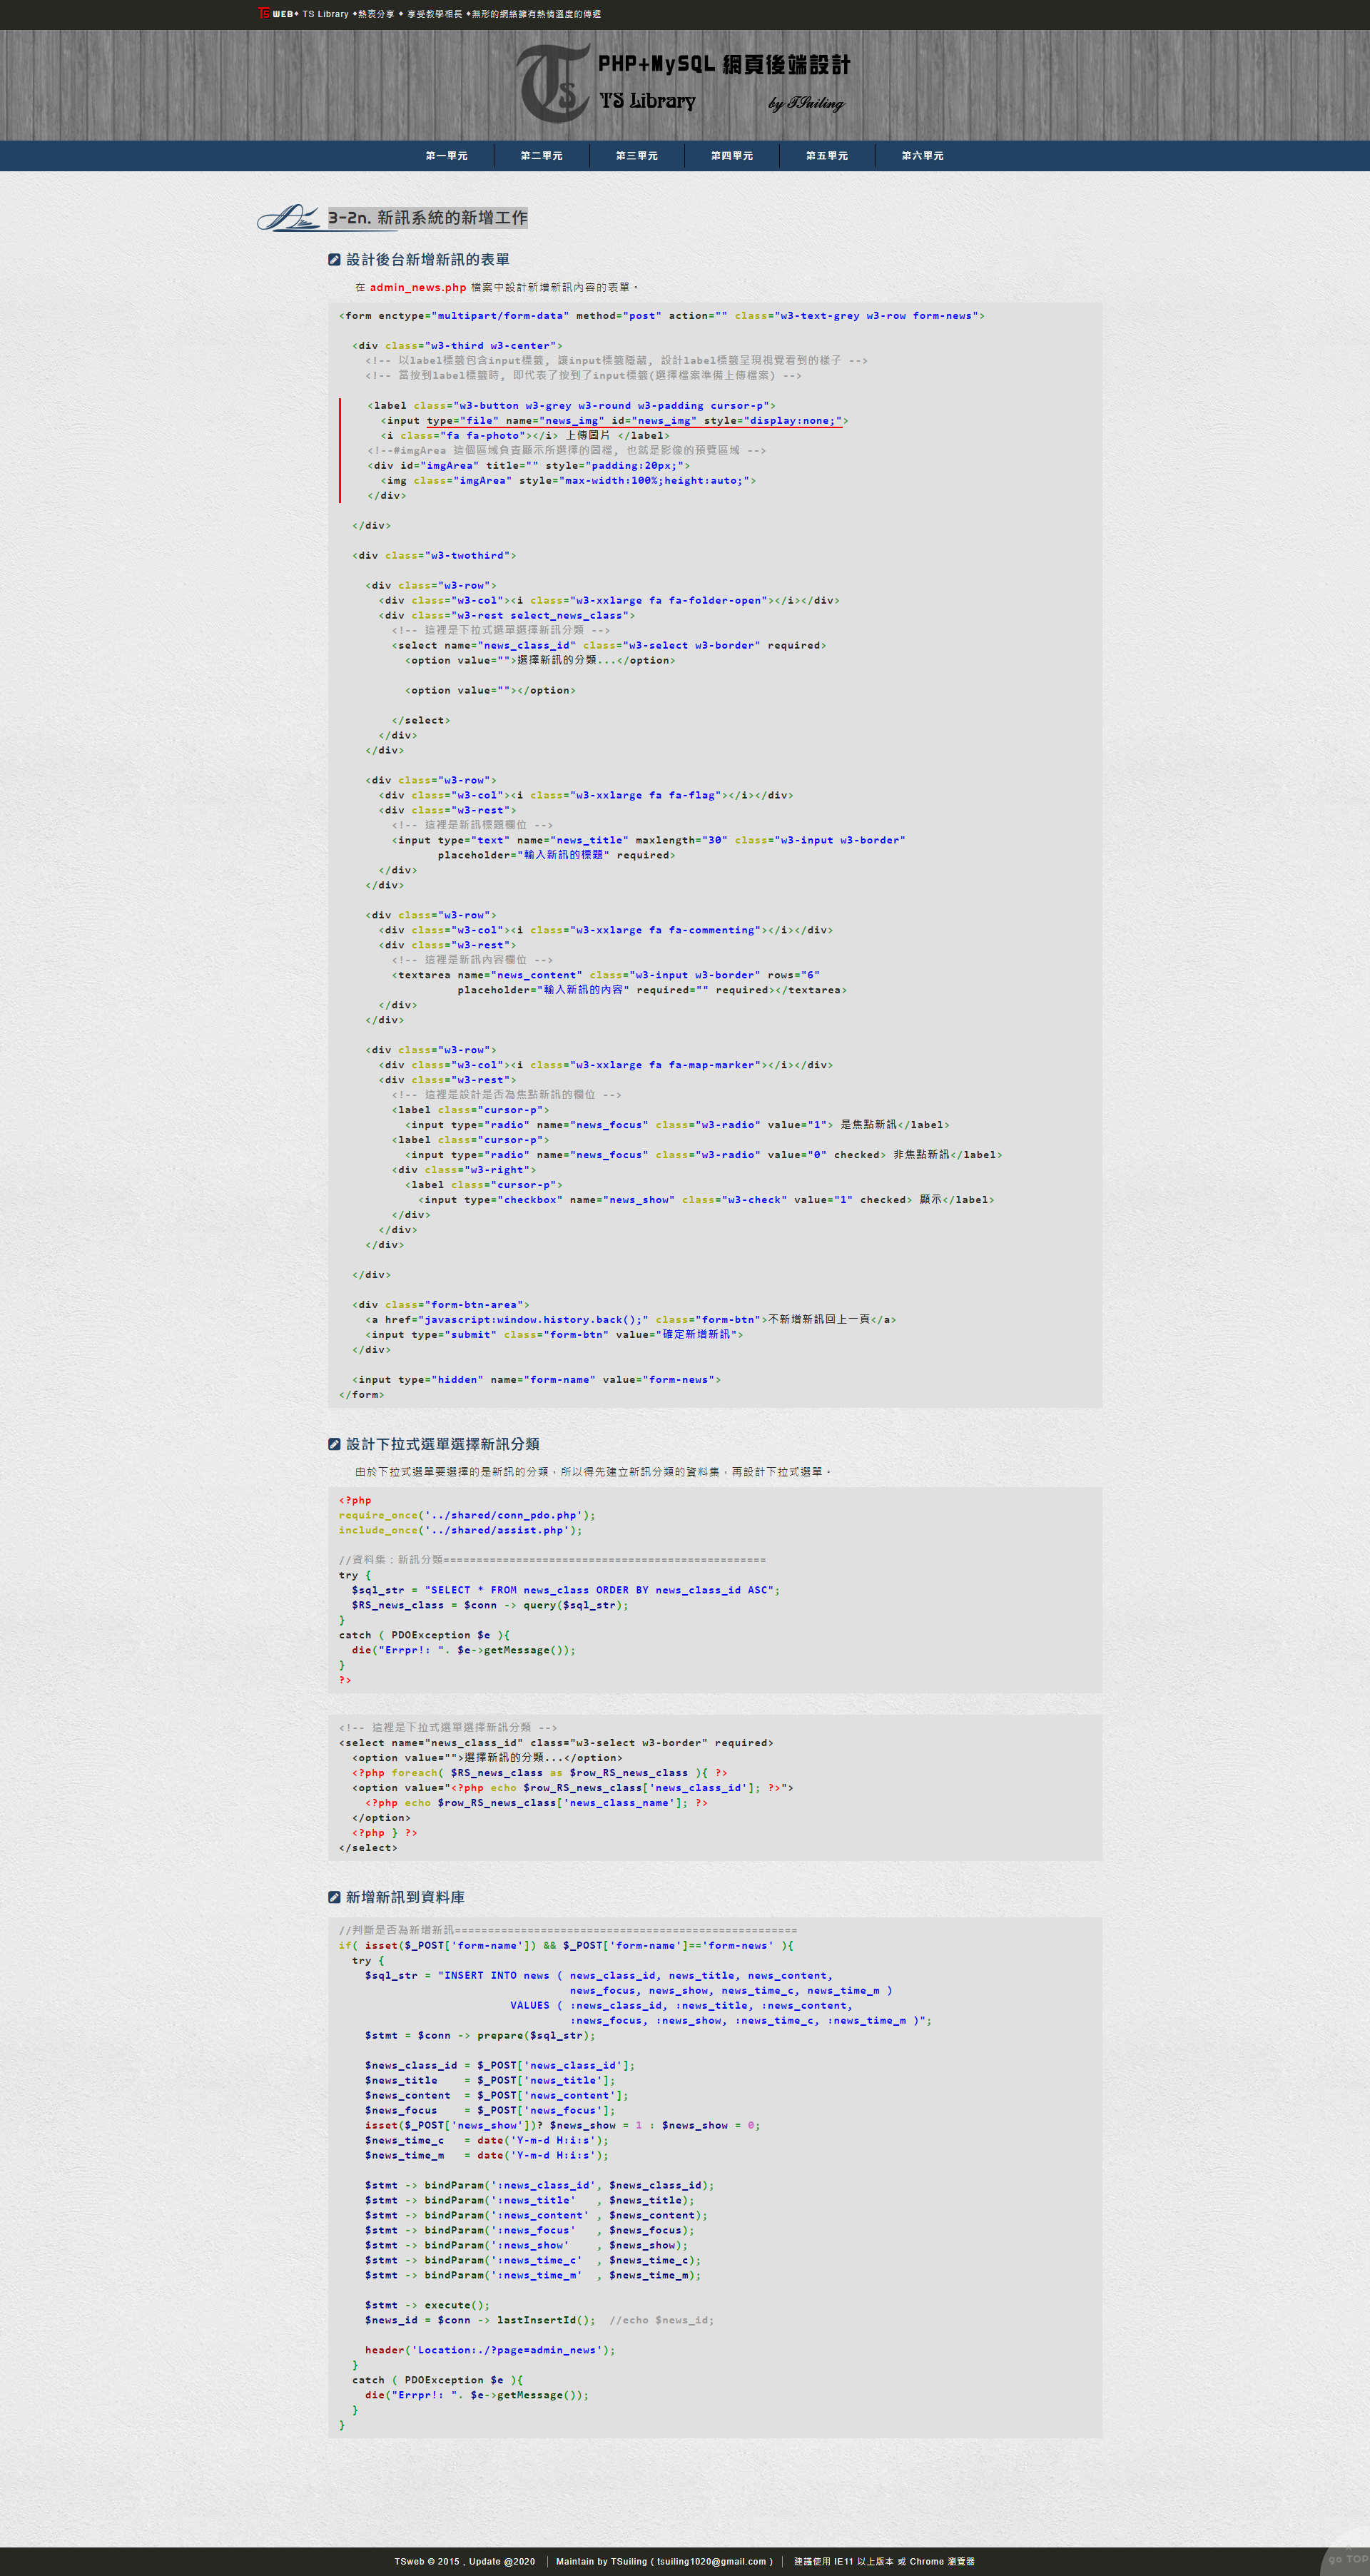 TS WEB◆ TS Library ◆熱衷分享 ◆ 享受教學相長 ◆無形的網絡擁有熱情溫度的傳遞
PHP+MySQL 網頁後端設計
TS Library by TSuiling
第一單元 第二單元 第三單元 第四單元 第五單元 第六單元
3-2n. 新訊系統的新增工作
設計後台新增新訊的表單
在 admin_news.php 檔案中設計新增新訊內容的表單。
<form enctype="multipart/form-data" method="post" action="" class="w3-text-grey w3-row form-news">
<div class="w3-third w3-center">
<!-- 以label標籤包含input標籤, 讓input標籤隱藏, 設計label標籤呈現視覺看到的樣子 -->
<!-- 當按到label標籤時, 即代表了按到了input標籤(選擇檔案準備上傳檔案) -->
<label class="w3-button w3-grey w3-round w3-padding cursor-p">
<input type="file" name="news_img" id="news_img" style="display:none;">
<i class="fa fa-photo"></i> 上傳圖片 </label>
<!--#imgArea 這個區域負責顯示所選擇的圖檔, 也就是影像的預覽區域 -->
<div id="imgArea" title="" style="padding:20px;">
<img class="imgArea" style="max-width:100%;height:auto;">
</div>
</div>
<div class="w3-twothird">
<div class="w3-row">
<div class="w3-col"><i class="w3-xxlarge fa fa-folder-open"></i></div>
<div class="w3-rest select_news_class">
<!-- 這裡是下拉式選單選擇新訊分類 -->
<select name="news_class_id" class="w3-select w3-border" required>
<option value="">選擇新訊的分類...</option>
<option value=""></option>
</select>
</div>
</div>
<div class="w3-row">
<div class="w3-col"><i class="w3-xxlarge fa fa-flag"></i></div>
<div class="w3-rest">
<!-- 這裡是新訊標題欄位 -->
<input type="text" name="news_title" maxlength="30" class="w3-input w3-border"
placeholder="輸入新訊的標題" required>
</div>
</div>
<div class="w3-row">
<div class="w3-col"><i class="w3-xxlarge fa fa-commenting"></i></div>
<div class="w3-rest">
<!-- 這裡是新訊內容欄位 -->
<textarea name="news_content" class="w3-input w3-border" rows="6"
placeholder="輸入新訊的內容" required="" required></textarea>
</div>
</div>
<div class="w3-row">
<div class="w3-col"><i class="w3-xxlarge fa fa-map-marker"></i></div>
<div class="w3-rest">
<!-- 這裡是設計是否為焦點新訊的欄位 -->
<label class="cursor-p">
<input type="radio" name="news_focus" class="w3-radio" value="1"> 是焦點新訊</label>
<label class="cursor-p">
<input type="radio" name="news_focus" class="w3-radio" value="0" checked> 非焦點新訊</label>
<div class="w3-right">
<label class="cursor-p">
<input type="checkbox" name="news_show" class="w3-check" value="1" checked> 顯示</label>
</div>
</div>
</div>
</div>
<div class="form-btn-area">
<a href="javascript:window.history.back();" class="form-btn">不新增新訊回上一頁</a>
<input type="submit" class="form-btn" value="確定新增新訊">
</div>
<input type="hidden" name="form-name" value="form-news">
</form>
設計下拉式選單選擇新訊分類
由於下拉式選單要選擇的是新訊的分類，所以得先建立新訊分類的資料集，再設計下拉式選單。
<?php
require_once('../shared/conn_pdo.php');
include_once('../shared/assist.php');
//資料集：新訊分類=================================================
try {
$sql_str = "SELECT * FROM news_class ORDER BY news_class_id ASC";
$RS_news_class = $conn -> query($sql_str);
}
catch ( PDOException $e ){
die("Errpr!: ". $e->getMessage());
}
?>
<!-- 這裡是下拉式選單選擇新訊分類 -->
<select name="news_class_id" class="w3-select w3-border" required>
<option value="">選擇新訊的分類...</option>
<?php foreach( $RS_news_class as $row_RS_news_class ){ ?>
<option value="<?php echo $row_RS_news_class['news_class_id']; ?>">
<?php echo $row_RS_news_class['news_class_name']; ?>
</option>
<?php } ?>
</select>
新增新訊到資料庫
//判斷是否為新增新訊====================================================
if( isset($_POST['form-name']) && $_POST['form-name']=='form-news' ){
try {
$sql_str = "INSERT INTO news ( news_class_id, news_title, news_content,
news_focus, news_show, news_time_c, news_time_m )
VALUES ( :news_class_id, :news_title, :news_content,
:news_focus, :news_show, :news_time_c, :news_time_m )";
$stmt = $conn -> prepare($sql_str);
$news_class_id = $_POST['news_class_id'];
$news_title = $_POST['news_title'];
$news_content = $_POST['news_content'];
$news_focus = $_POST['news_focus'];
isset($_POST['news_show'])? $news_show = 1 : $news_show = 0;
$news_time_c = date('Y-m-d H:i:s');
$news_time_m = date('Y-m-d H:i:s');
$stmt -> bindParam(':news_class_id', $news_class_id);
$stmt -> bindParam(':news_title' , $news_title);
$stmt -> bindParam(':news_content' , $news_content);
$stmt -> bindParam(':news_focus' , $news_focus);
$stmt -> bindParam(':news_show' , $news_show);
$stmt -> bindParam(':news_time_c' , $news_time_c);
$stmt -> bindParam(':news_time_m' , $news_time_m);
$stmt -> execute();
$news_id = $conn -> lastInsertId(); //echo $news_id;
header('Location:./?page=admin_news');
}
catch ( PDOException $e ){
die("Errpr!: ". $e->getMessage());
}
}
go TOP
TSweb © 2015 , Update @2020 | Maintain by TSuiling ( tsuiling1020@gmail.com ) | 建議使用 IE11 以上版本 或 Chrome 瀏覽器